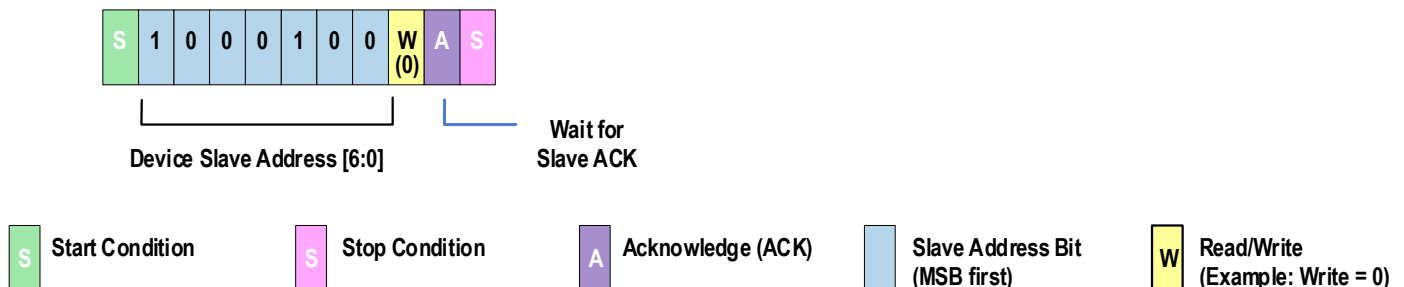 S 1 0 0 0 1 0 0 W A S
(0)
Wait for
Slave ACK
Device Slave Address [6:0]
S Start Condition
S Stop Condition
A Acknowledge (ACK)
Slave Address Bit
(MSB first)
W Read/Write
(Example: Write = 0)